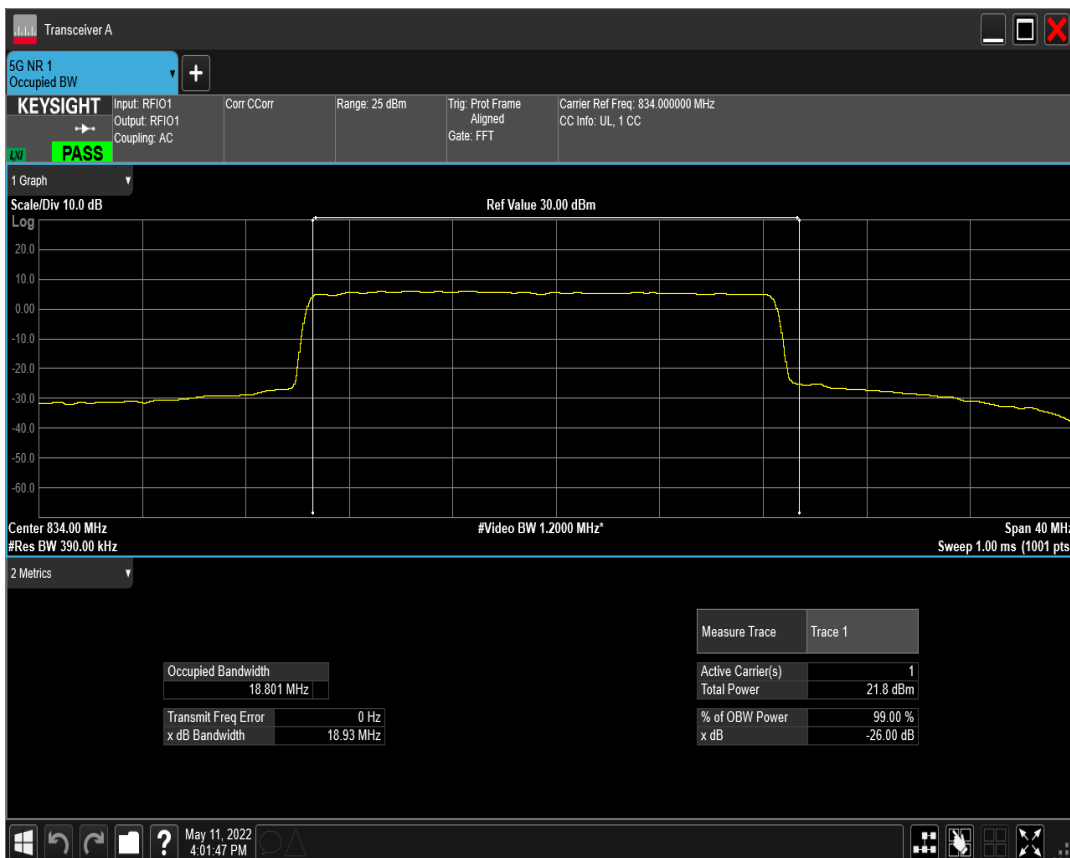 Transceiver A
5G NR 1
Occupied BW
KEYSIGHT
Input: RFIO1
Output: RFIO1
Coupling: AC
Corr CCorr
Range: 25 dBm
Trig: Prot Frame
Aligned
Gate: FFT
Carrier Ref Freq: 834.000000 MHz
CC Info: UL, 1 CC
LXI
PASS
1 Graph
Scale/Div 10.0 dB
Ref Value 30.00 dBm
Log
20.0
10.0
0.00
-10.0
-20.0
-30.0
-40.0
-50.0
-60.0
Center 834.00 MHz
#Video BW 1.2000 MHz*
Span 40 MHz
#Res BW 390.00 kHz
Sweep 1.00 ms (1001 pts
2 Metrics
Measure Trace Trace 1
Occupied Bandwidth
18.801 MHz
Active Carrier(s) 1
Total Power 21.8 dBm
Transmit Freq Error 0 Hz
x dB Bandwidth 18.93 MHz
% of OBW Power 99.00 %
x dB -26.00 dB
May 11, 2022
4:01:47 PM